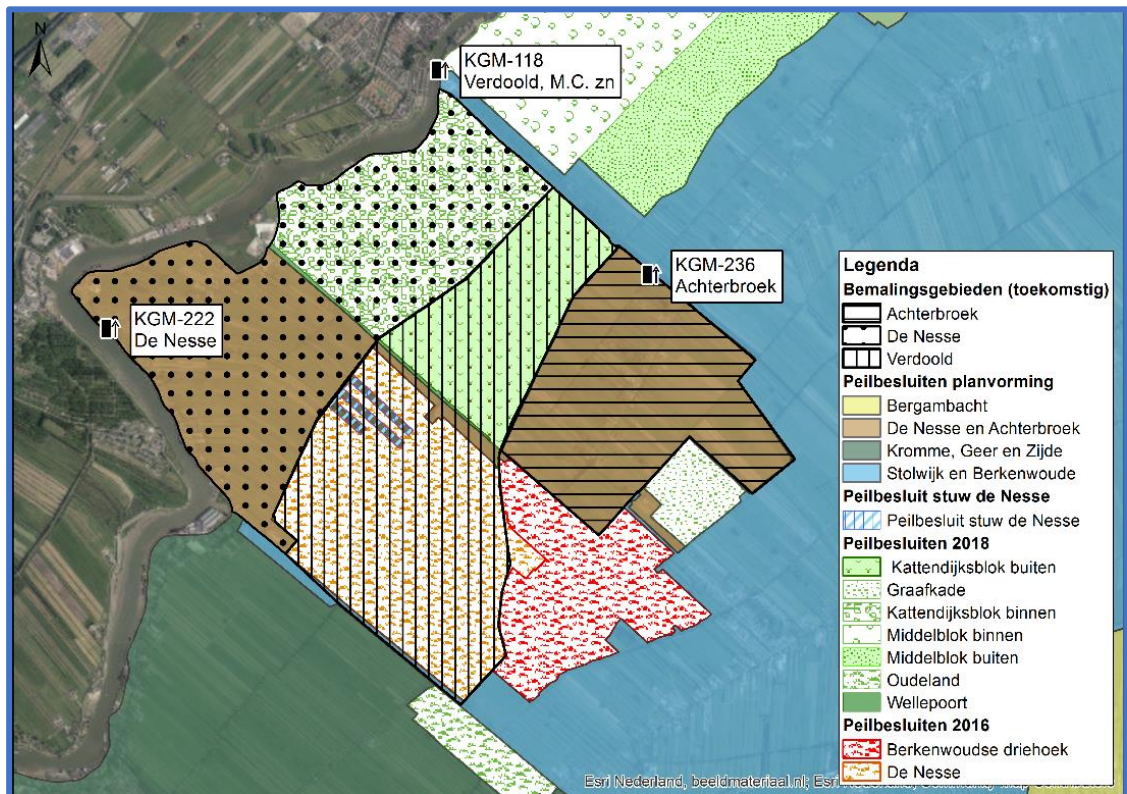 N
KGM-118
Verdoold, M.C. zn
KGM-236
Achterbroek
KGM-222
De Nesse
Legenda
Bemalingsgebieden (toekomstig)
Achterbroek
De Nesse
Verdoold
Peilbesluiten planvorming
Bergambacht
De Nesse en Achterbroek
Kromme, Geer en Zijde
Stolwijk en Berkenwoude
Peilbesluit stuw de Nesse
Peilbesluit stuw de Nesse
Peilbesluiten 2018
Kattendijksblok buiten
Graafkade
Kattendijksblok binnen
Middelblok binnen
Middelblok buiten
Oudeland
Wellepoort
Peilbesluiten 2016
Berkenwoudse driehoek
De Nesse
Esri Nederland, beeldmateriaal.nl; Esri